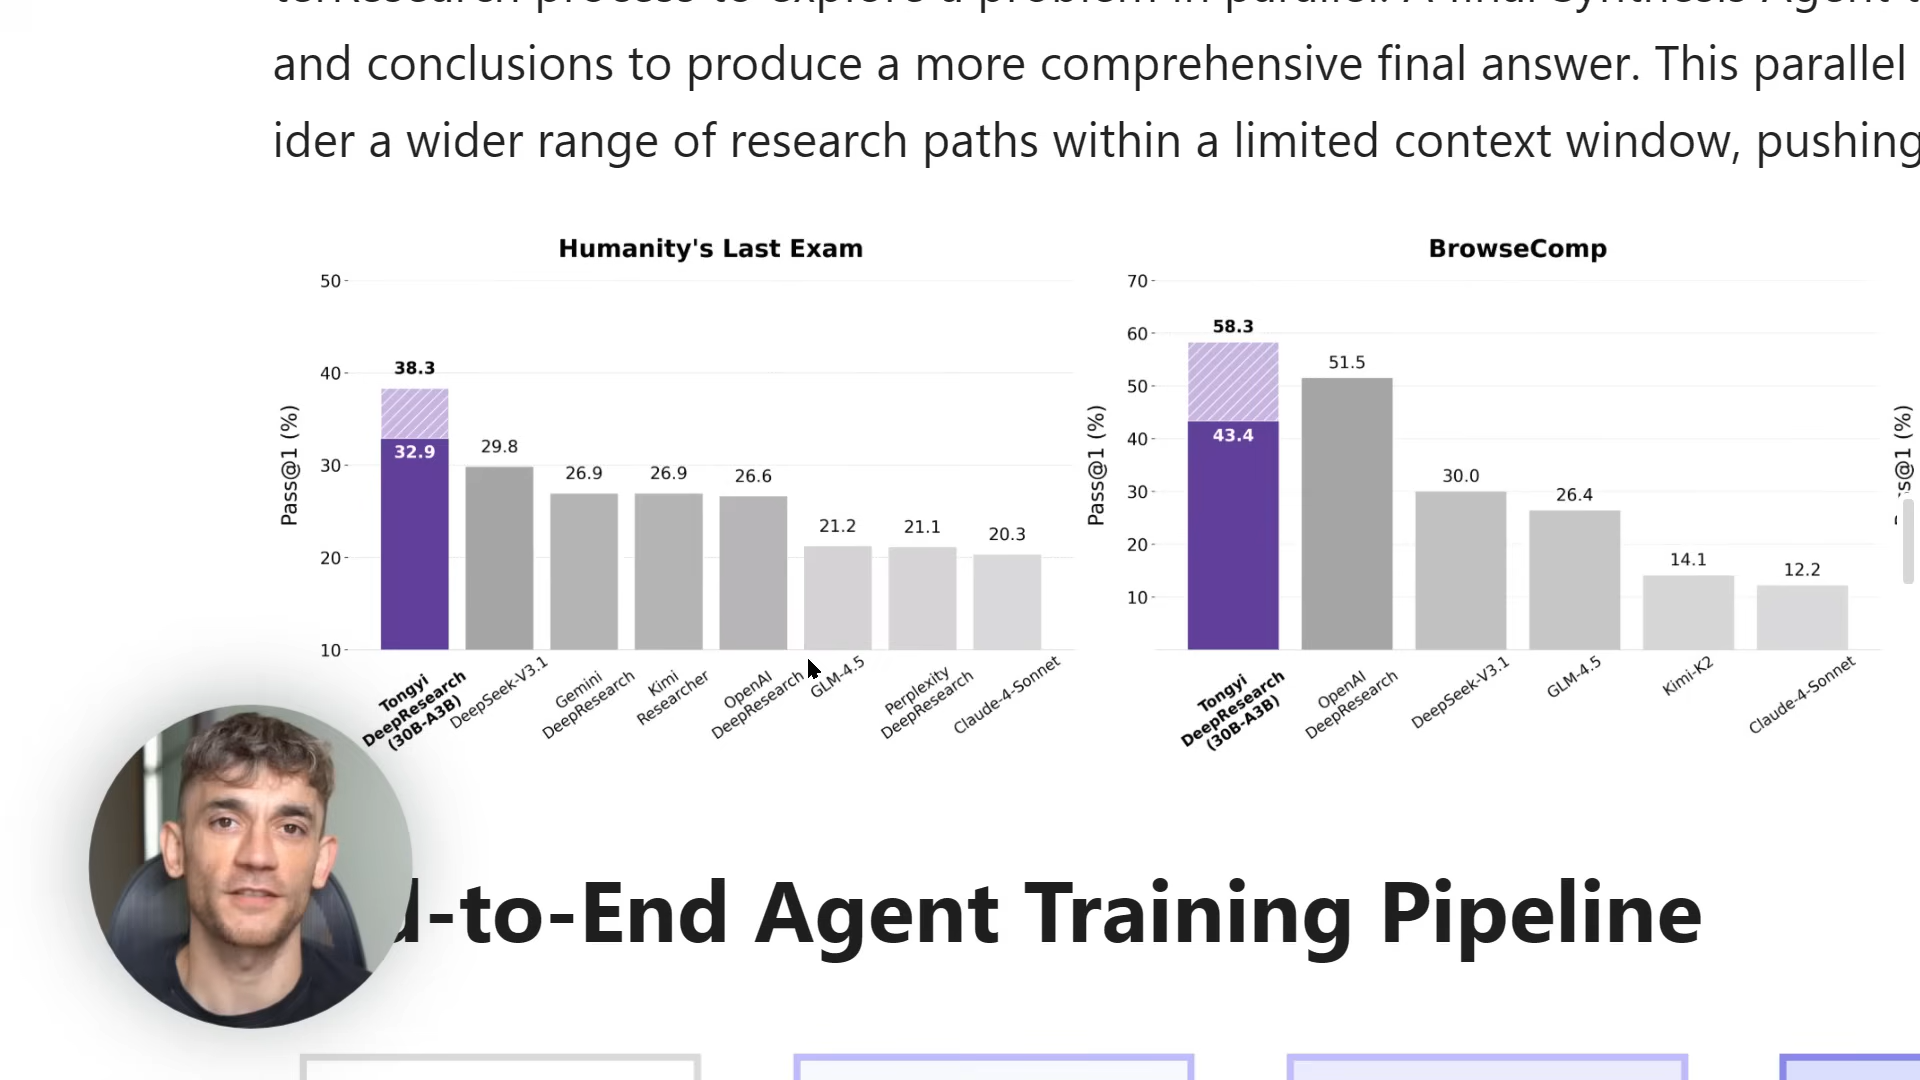 and conclusions to produce a more comprehensive final answer. This parallel
ider a wider range of research paths within a limited context window, pushing
Humanity's Last Exam
50
40
30
20
10
Pass@1 (%)
38.3
32.9
29.8
26.9
26.9
26.6
21.2
21.1
20.3
Tongyi
DeepResearch
(30B-A3B)
DeepSeek-V3.1
Gemini
DeepResearch
Kimi
Researcher
OpenAI
DeepResearch
GLM-4.5
Perplexity
DeepResearch
Claude-4-Sonnet
BrowseComp
70
60
50
40
30
20
10
Pass@1 (%)
58.3
43.4
51.5
30.0
26.4
14.1
12.2
Tongyi
DeepResearch
(30B-A3B)
OpenAI
DeepResearch
DeepSeek-V3.1
GLM-4.5
Kimi-K2
Claude-4-Sonnet
d-to-End Agent Training Pipeline